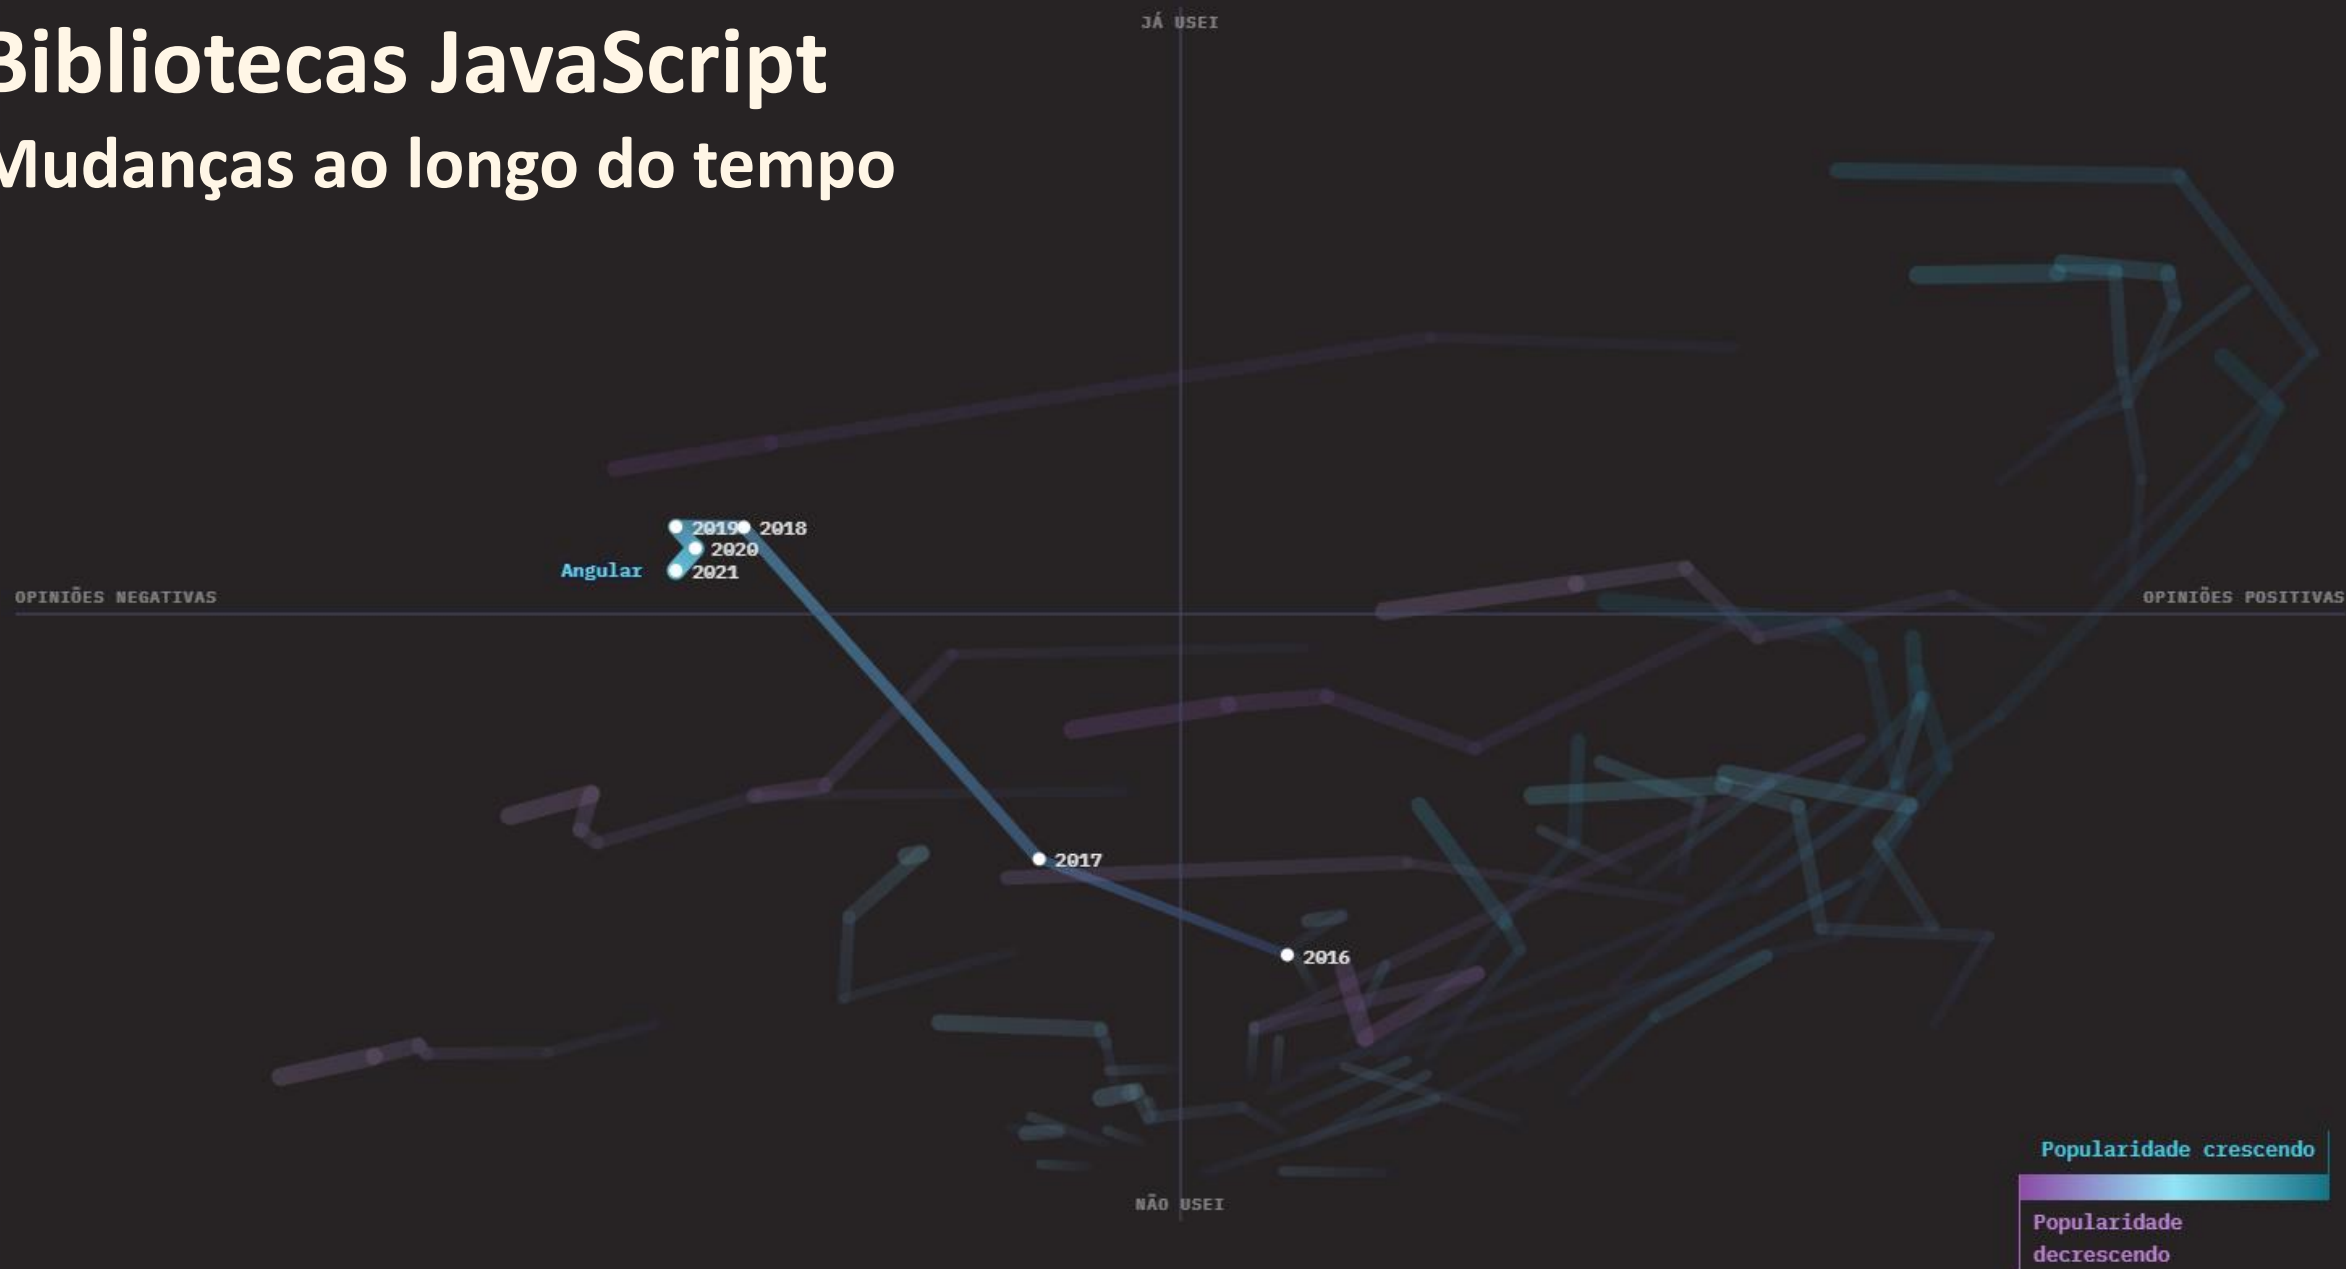 Bibliotecas JavaScript
Mudanças ao longo do tempo
JÁ USEI
2019 2018
2020
Angular 2021
OPINIÕES NEGATIVAS
OPINIÕES POSITIVAS
2017
2016
Popularidade crescendo
NÃO USEI
Popularidade
decrescendo